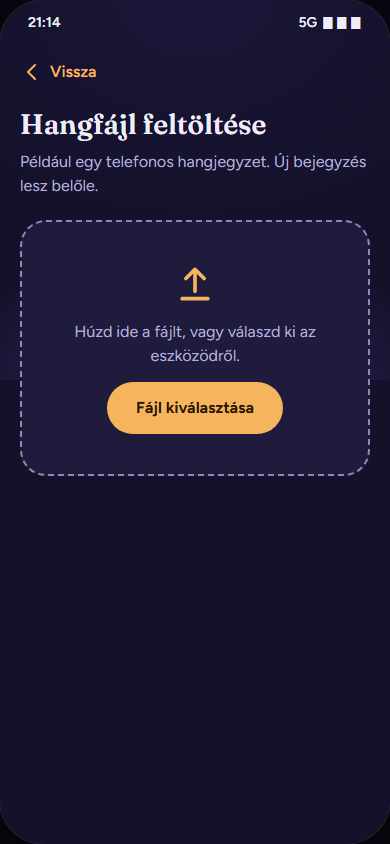 21:14
5G
Vissza
Hangfájl feltöltése
Például egy telefonos hangjegyzet. Új bejegyzés
lesz belőle.
Húzd ide a fájlt, vagy válaszd ki az
eszközödről.
Fájl kiválasztása